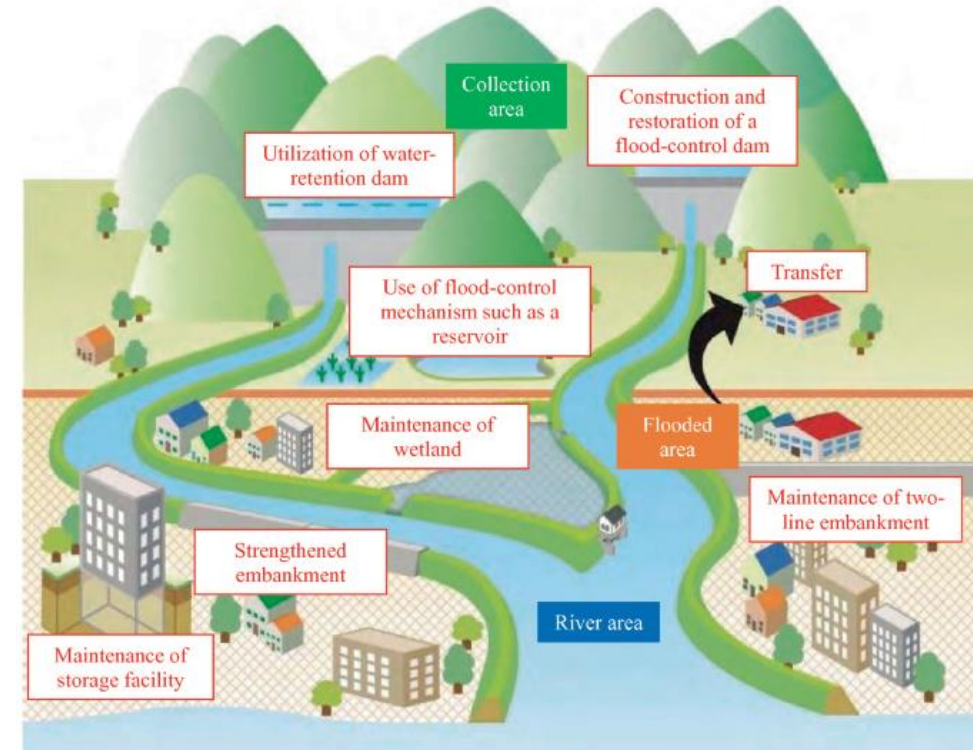 Collection
area
Construction and
restoration of a
flood-control dam
Utilization of water-
retention dam
Transfer
Use of flood-control
mechanism such as a
reservoir
Maintenance of
wetland
Flooded
area
Maintenance of two-
line embankment
Strengthened
embankment
River area
Maintenance of
storage facility